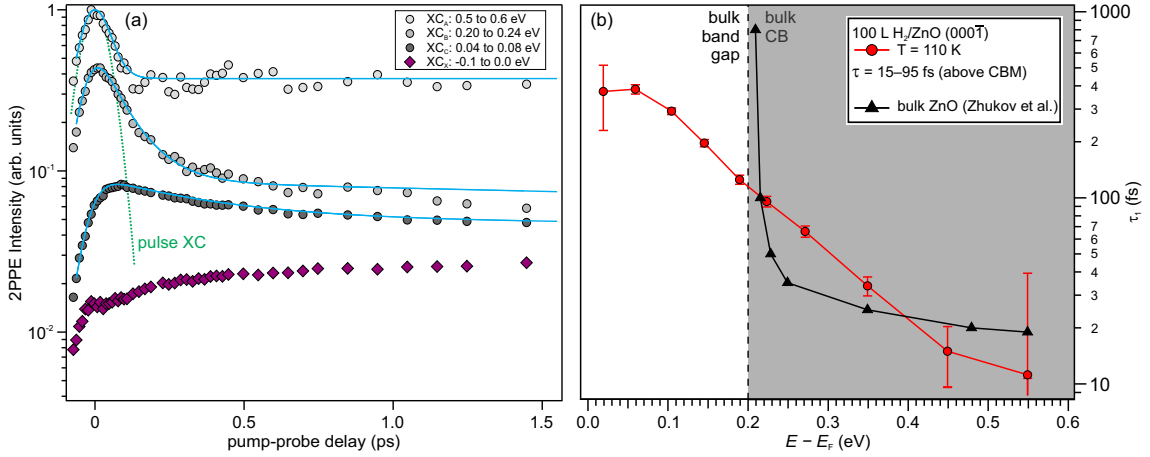 (a)
XC_A: 0.5 to 0.6 eV
XC_B: 0.20 to 0.24 eV
XC_C: 0.04 to 0.08 eV
XC_X: -0.1 to 0.0 eV
2PPE Intensity (arb. units)
1
10⁻¹
10⁻²
pulse XC
0.0
0.5
1.0
1.5
pump-probe delay (ps)
(b)
bulk
band
gap
bulk
CB
100 L H₂/ZnO (0001̅)
T = 110 K
τ = 15–95 fs (above CBM)
bulk ZnO (Zhukov et al.)
1000
7
6
5
4
3
2
100
7
6
5
4
3
2
10
τ₁ (fs)
0.0
0.1
0.2
0.3
0.4
0.5
0.6
E − E_F (eV)